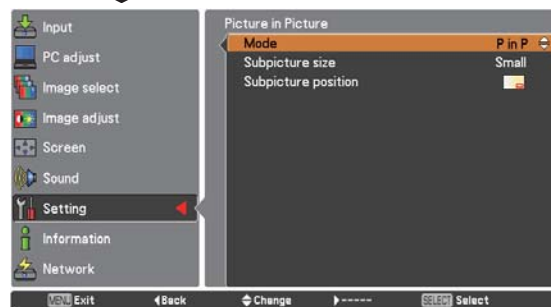 Input
PC adjust
Image select
Image adjust
Screen
Sound
Setting
Information
Network
Picture in Picture
Mode P in P
Subpicture size Small
Subpicture position
MENU Exit Back Change ----- SELECT Select